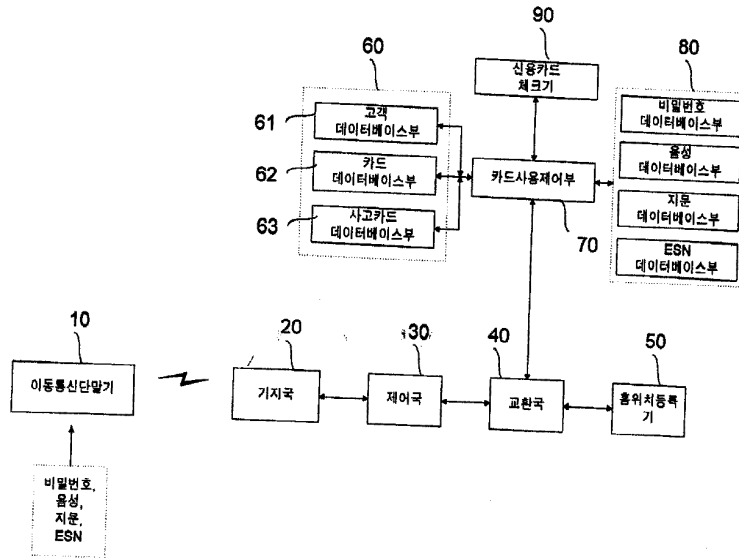 90
신용카드
체크기
60
80
61
고객
데이터베이스부
비밀번호
데이터베이스부
62
카드
데이터베이스부
카드사용제어부
음성
데이터베이스부
63
사고카드
데이터베이스부
70
지문
데이터베이스부
ESN
데이터베이스부
10
20
30
40
50
이동통신단말기
기지국
제어국
교환국
홈위치등록
기
비밀번호,
음성,
지문,
ESN